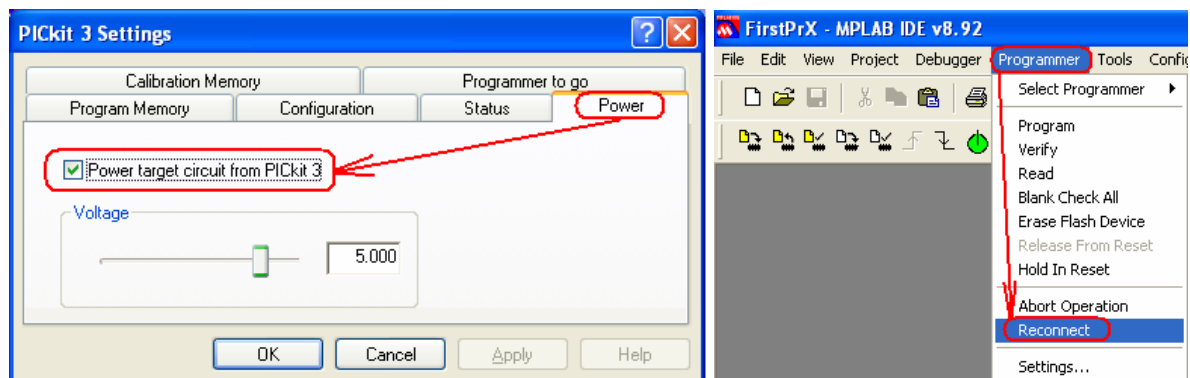 PICkit 3 Settings
Calibration Memory Programmer to go
Program Memory Configuration Status Power
Power target circuit from PICkit 3
Voltage
5.000
OK Cancel Apply Help
FirstPrX - MPLAB IDE v8.92
File Edit View Project Debugger Programmer Tools Config
Select Programmer
Program
Verify
Read
Blank Check All
Erase Flash Device
Release From Reset
Hold In Reset
Abort Operation
Reconnect
Settings...